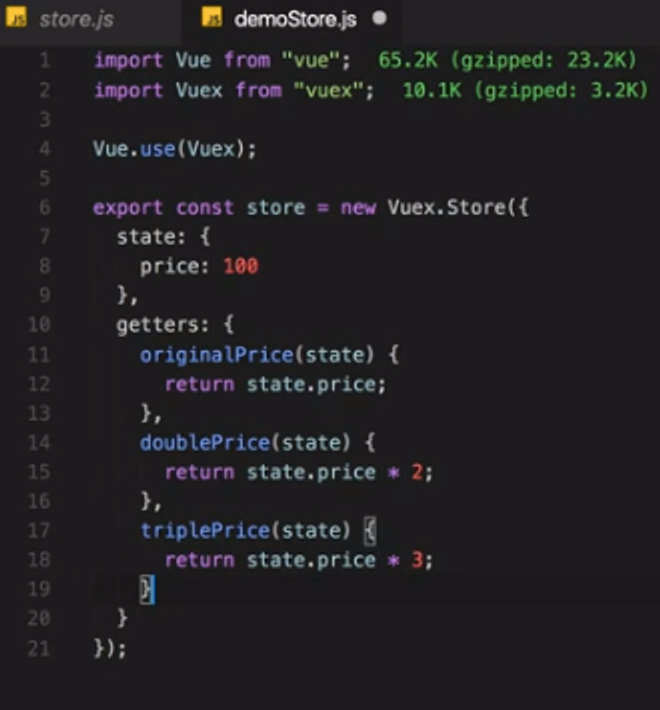 JS store.js JS demoStore.js
1 import Vue from "vue"; 65.2K (gzipped: 23.2K)
2 import Vuex from "vuex"; 10.1K (gzipped: 3.2K)
3
4 Vue.use(Vuex);
5
6 export const store = new Vuex.Store({
7 state: {
8 price: 100
9 },
10 getters: {
11 originalPrice(state) {
12 return state.price;
13 },
14 doublePrice(state) {
15 return state.price * 2;
16 },
17 triplePrice(state) {
18 return state.price * 3;
19 }
20 }
21 });